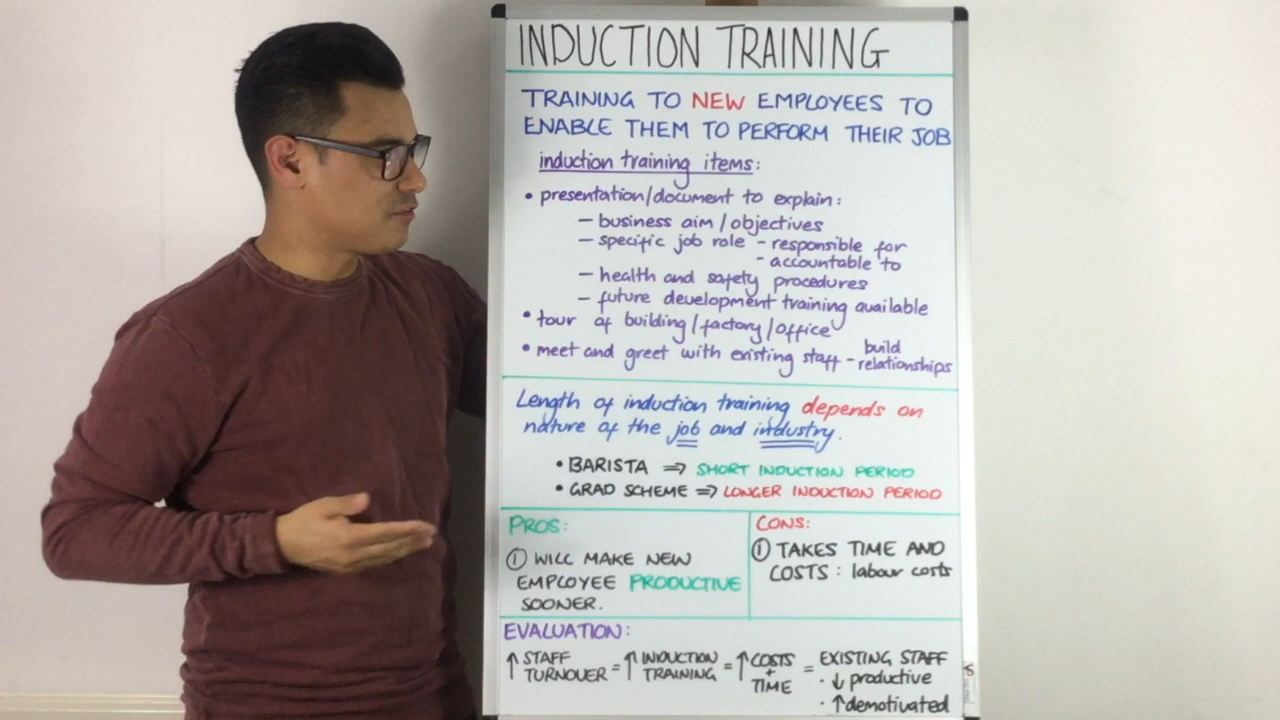 INDUCTION TRAINING
TRAINING TO NEW EMPLOYEES TO
ENABLE THEM TO PERFORM THEIR JOB
induction training items:
• presentation/document to explain:
– business aim/objectives
– specific job role - responsible for
- accountable to
– health and safety procedures
– future development training available
• tour of building/factory/office
• meet and greet with existing staff - build
relationships
Length of induction training depends on
nature of the job and industry.
• BARISTA ⇒ SHORT INDUCTION PERIOD
• GRAD SCHEME ⇒ LONGER INDUCTION PERIOD
PROS:
① WILL MAKE NEW
EMPLOYEE PRODUCTIVE
SOONER.
CONS:
① TAKES TIME AND
COSTS : labour costs
EVALUATION:
↑ STAFF
TURNOVER = ↑ INDUCTION
TRAINING = ↑ COSTS
+
TIME = EXISTING STAFF
· ↓ productive
· ↑ demotivated